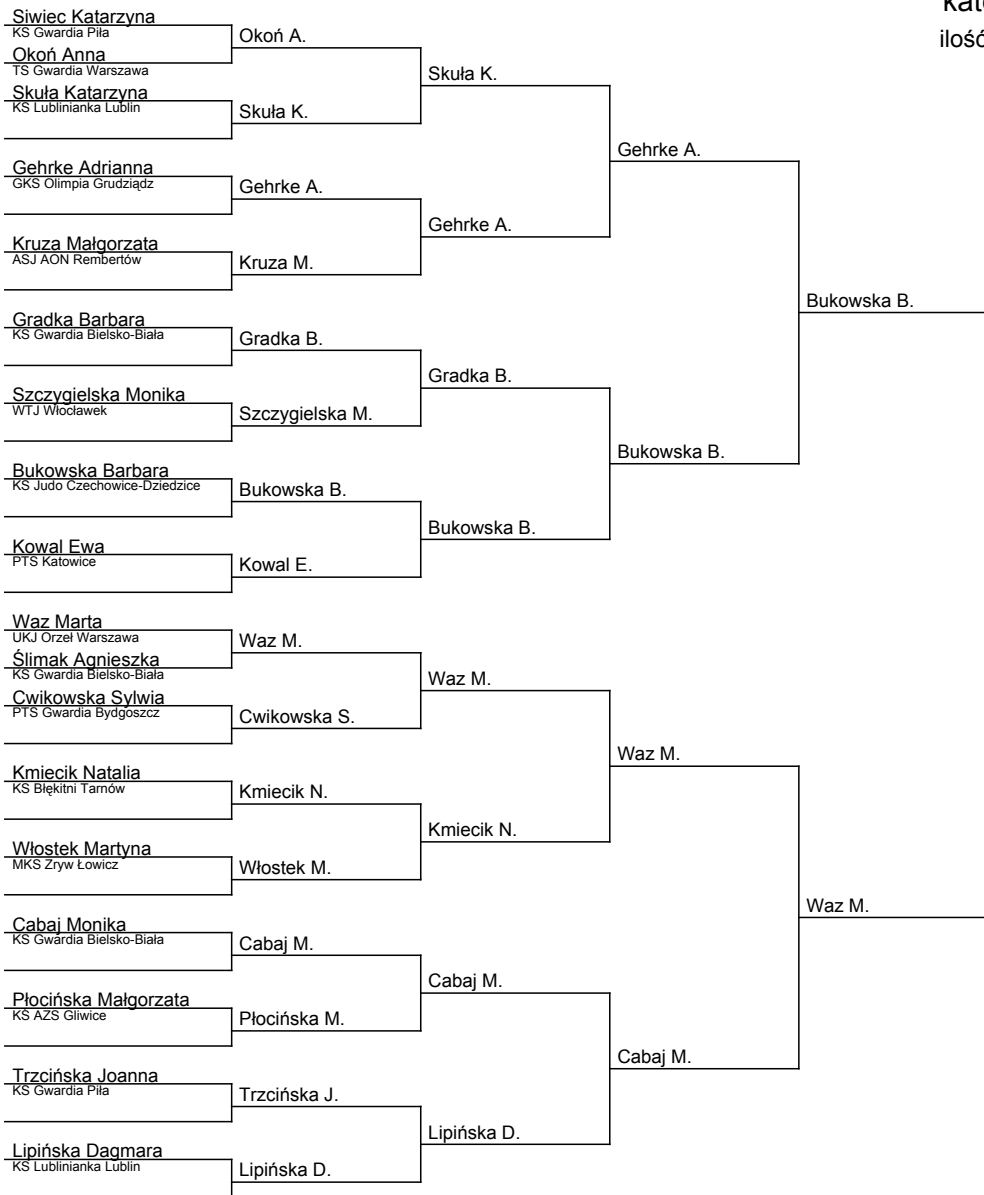 kate
ilość
Siwiec Katarzyna
KS Gwardia Piła
Okoń Anna
TS Gwardia Warszawa
Skuła Katarzyna
KS Lublinianka Lublin
Gehrke Adrianna
GKS Olimpia Grudziądz
Kruza Małgorzata
ASJ AON Rembertów
Gradka Barbara
KS Gwardia Bielsko-Biała
Szczygielska Monika
WTJ Włocławek
Bukowska Barbara
KS Judo Czechowice-Dziedzice
Kowal Ewa
PTS Katowice
Waz Marta
UKJ Orzeł Warszawa
Ślimak Agnieszka
KS Gwardia Bielsko-Biała
Cwikowska Sylwia
PTS Gwardia Bydgoszcz
Kmiecik Natalia
KS Błękitni Tarnów
Włostek Martyna
MKS Zryw Łowicz
Cabaj Monika
KS Gwardia Bielsko-Biała
Płocińska Małgorzata
KŚ AZS Gliwice
Trzcińska Joanna
KS Gwardia Piła
Lipińska Dagmara
KS Lublinianka Lublin
Okoń A.
Skuła K.
Gehrke A.
Kruza M.
Gradka B.
Szczygielska M.
Bukowska B.
Kowal E.
Waz M.
Cwikowska S.
Kmiecik N.
Włostek M.
Cabaj M.
Płocińska M.
Trzcińska J.
Lipińska D.
Skuła K.
Gehrke A.
Gradka B.
Bukowska B.
Waz M.
Kmiecik N.
Cabaj M.
Lipińska D.
Gehrke A.
Bukowska B.
Waz M.
Cabaj M.
Bukowska B.
Waz M.